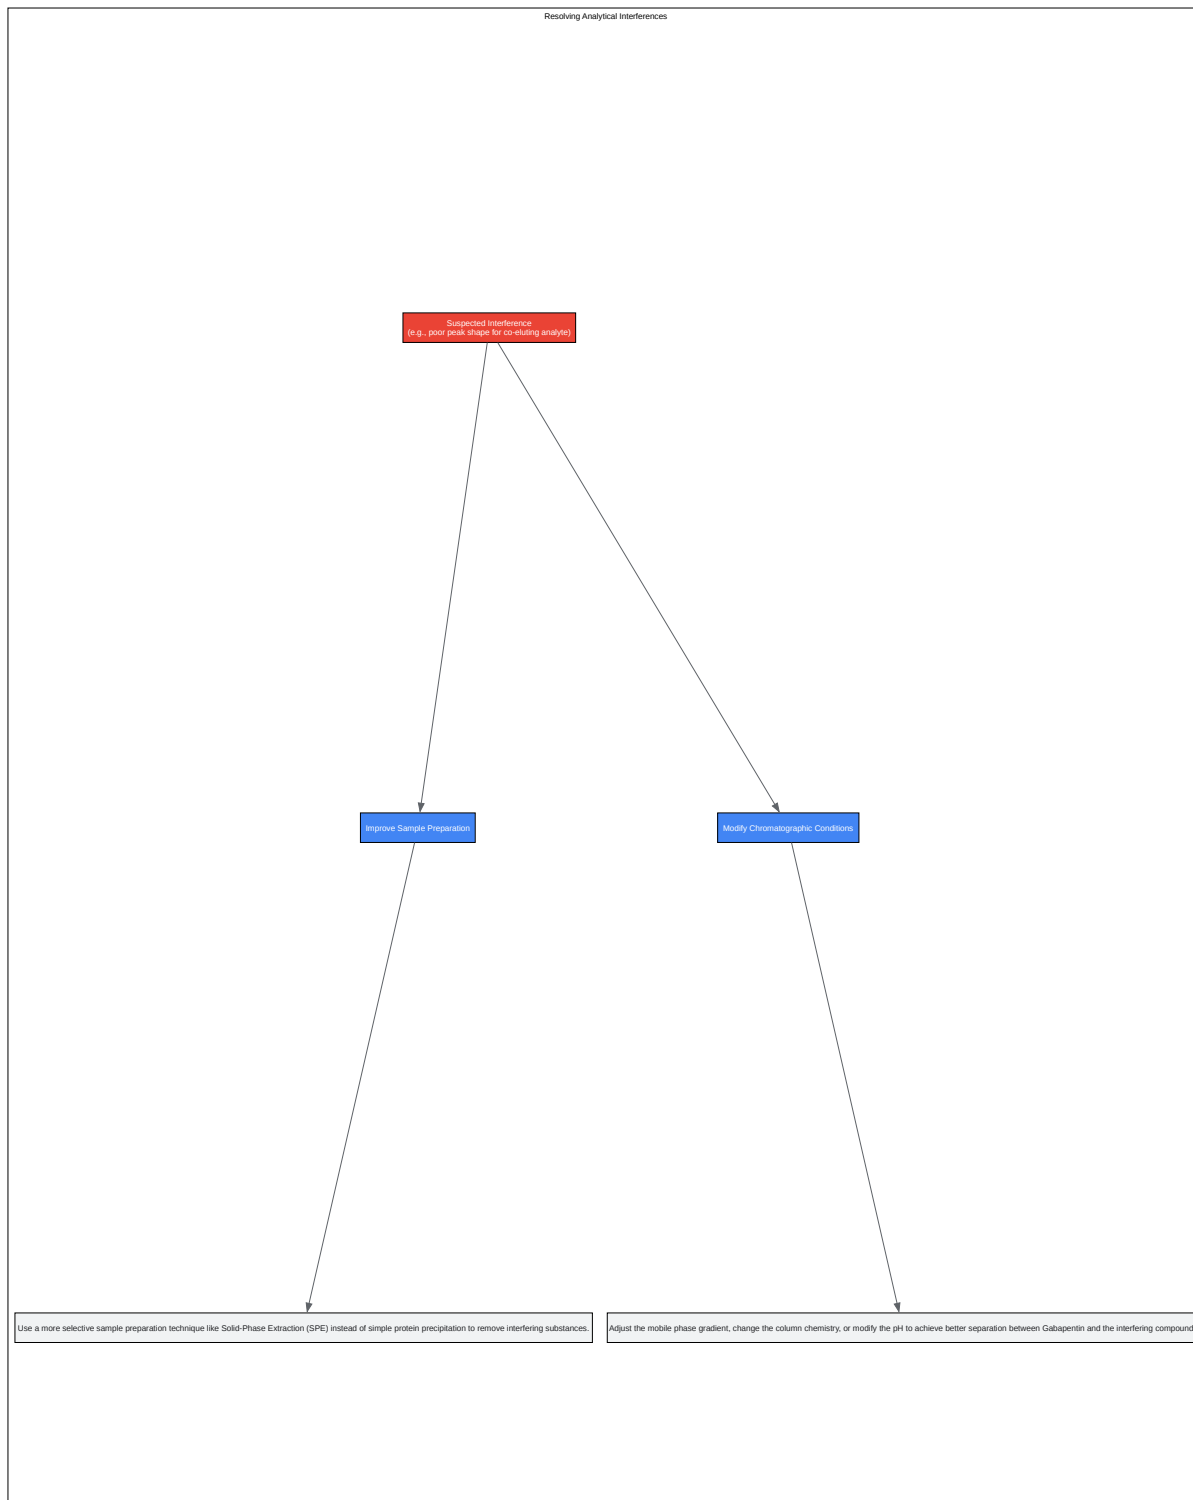 Resolving Analytical Interferences
Suspected Interference
(e.g., poor peak shape for co-eluting analyte)
Improve Sample Preparation
Modify Chromatographic Conditions
Use a more selective sample preparation technique like Solid-Phase Extraction (SPE) instead of simple protein precipitation to remove interfering substances.
Adjust the mobile phase gradient, change the column chemistry, or modify the pH to achieve better separation between Gabapentin and the interfering compound